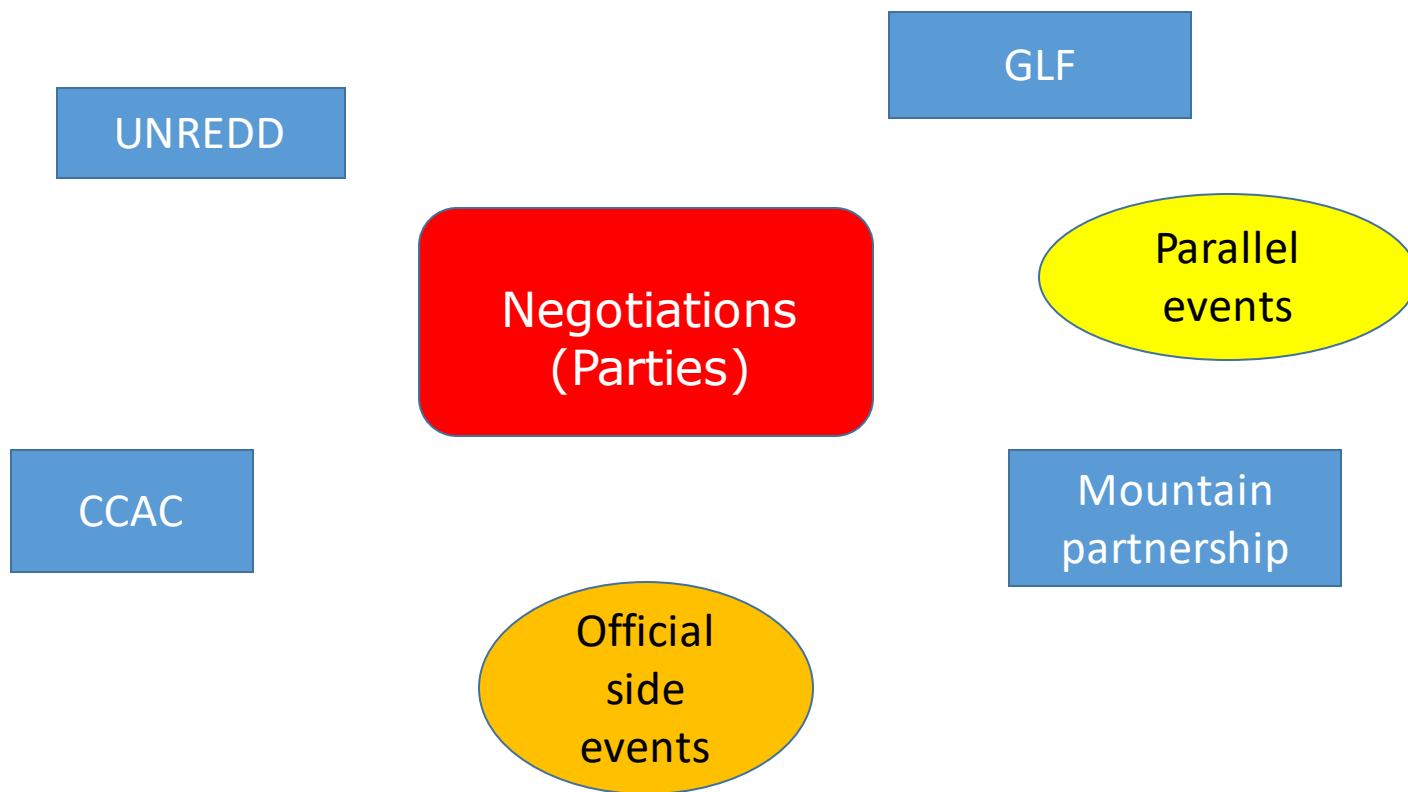 GLF
UNREDD
Parallel
events
Negotiations
(Parties)
CCAC
Mountain
partnership
Official
side
events